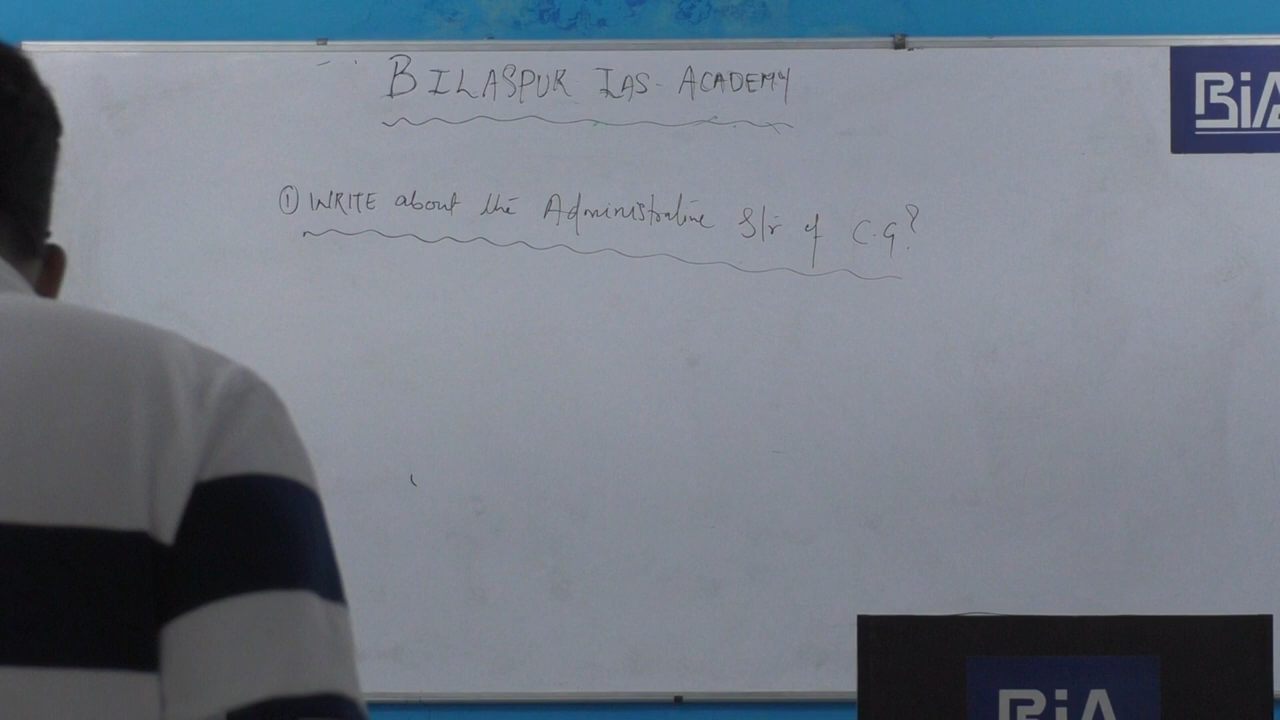 BILASPUR IAS - ACADEMY
BiA
① WRITE about the Administrative S/r of C.G?
BiA